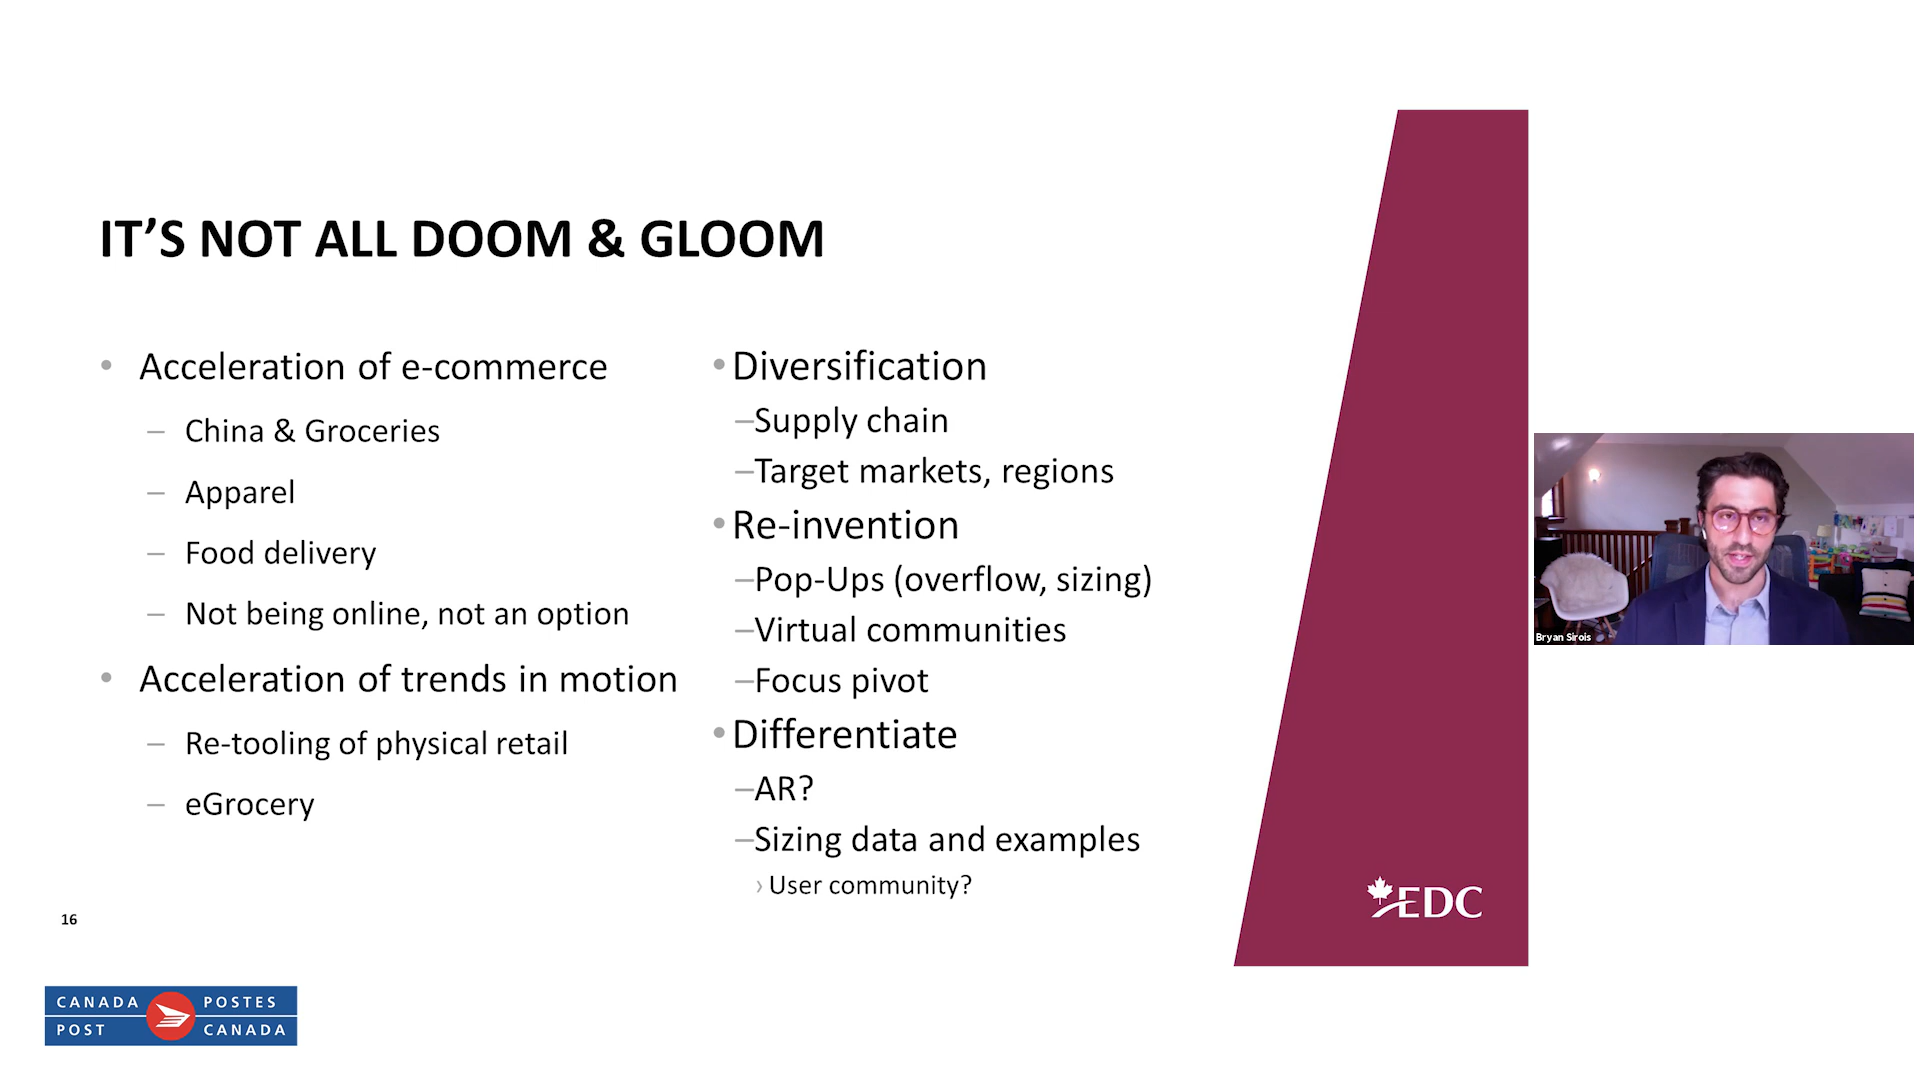 IT’S NOT ALL DOOM & GLOOM
• Acceleration of e-commerce
– China & Groceries
– Apparel
– Food delivery
– Not being online, not an option
• Acceleration of trends in motion
– Re-tooling of physical retail
– eGrocery
• Diversification
–Supply chain
–Target markets, regions
• Re-invention
–Pop-Ups (overflow, sizing)
–Virtual communities
–Focus pivot
• Differentiate
–AR?
–Sizing data and examples
› User community?
16
EDC
Bryan Sirois
CANADA POSTES
POST CANADA